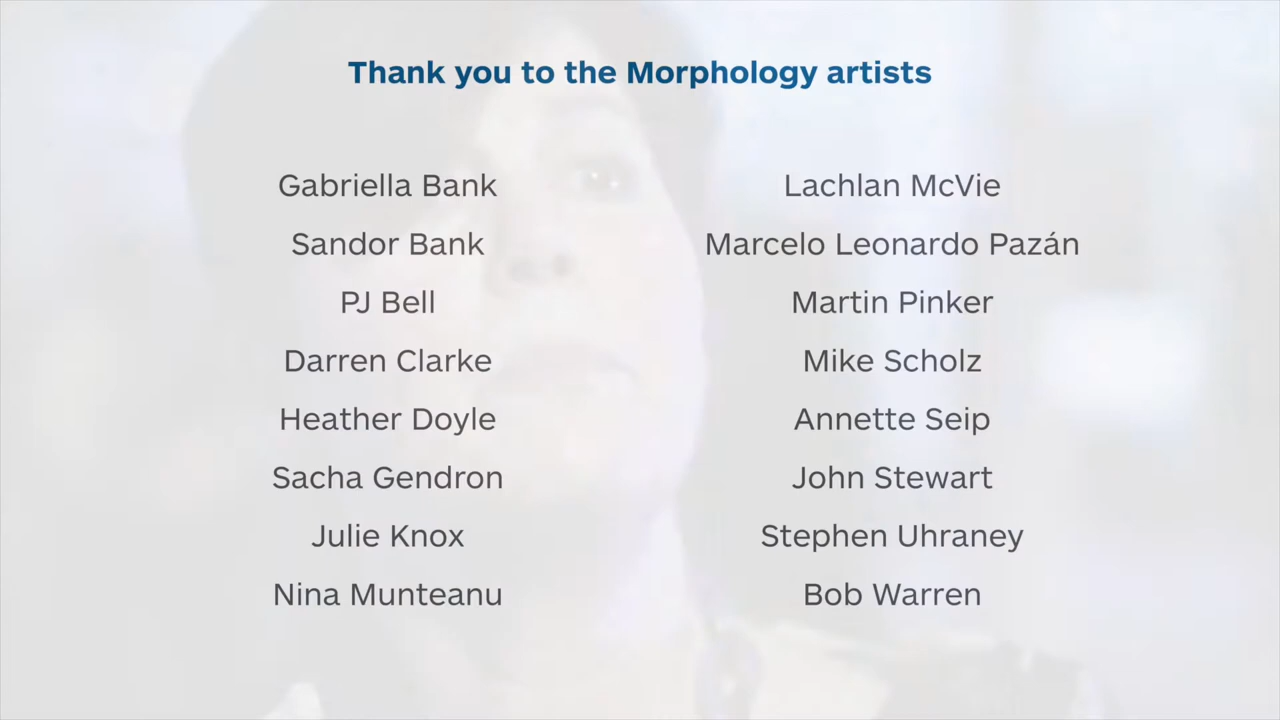 Thank you to the Morphology artists
Gabriella Bank
Sandor Bank
PJ Bell
Darren Clarke
Heather Doyle
Sacha Gendron
Julie Knox
Nina Munteanu
Lachlan McVie
Marcelo Leonardo Pazán
Martin Pinker
Mike Scholz
Annette Seip
John Stewart
Stephen Uhraney
Bob Warren